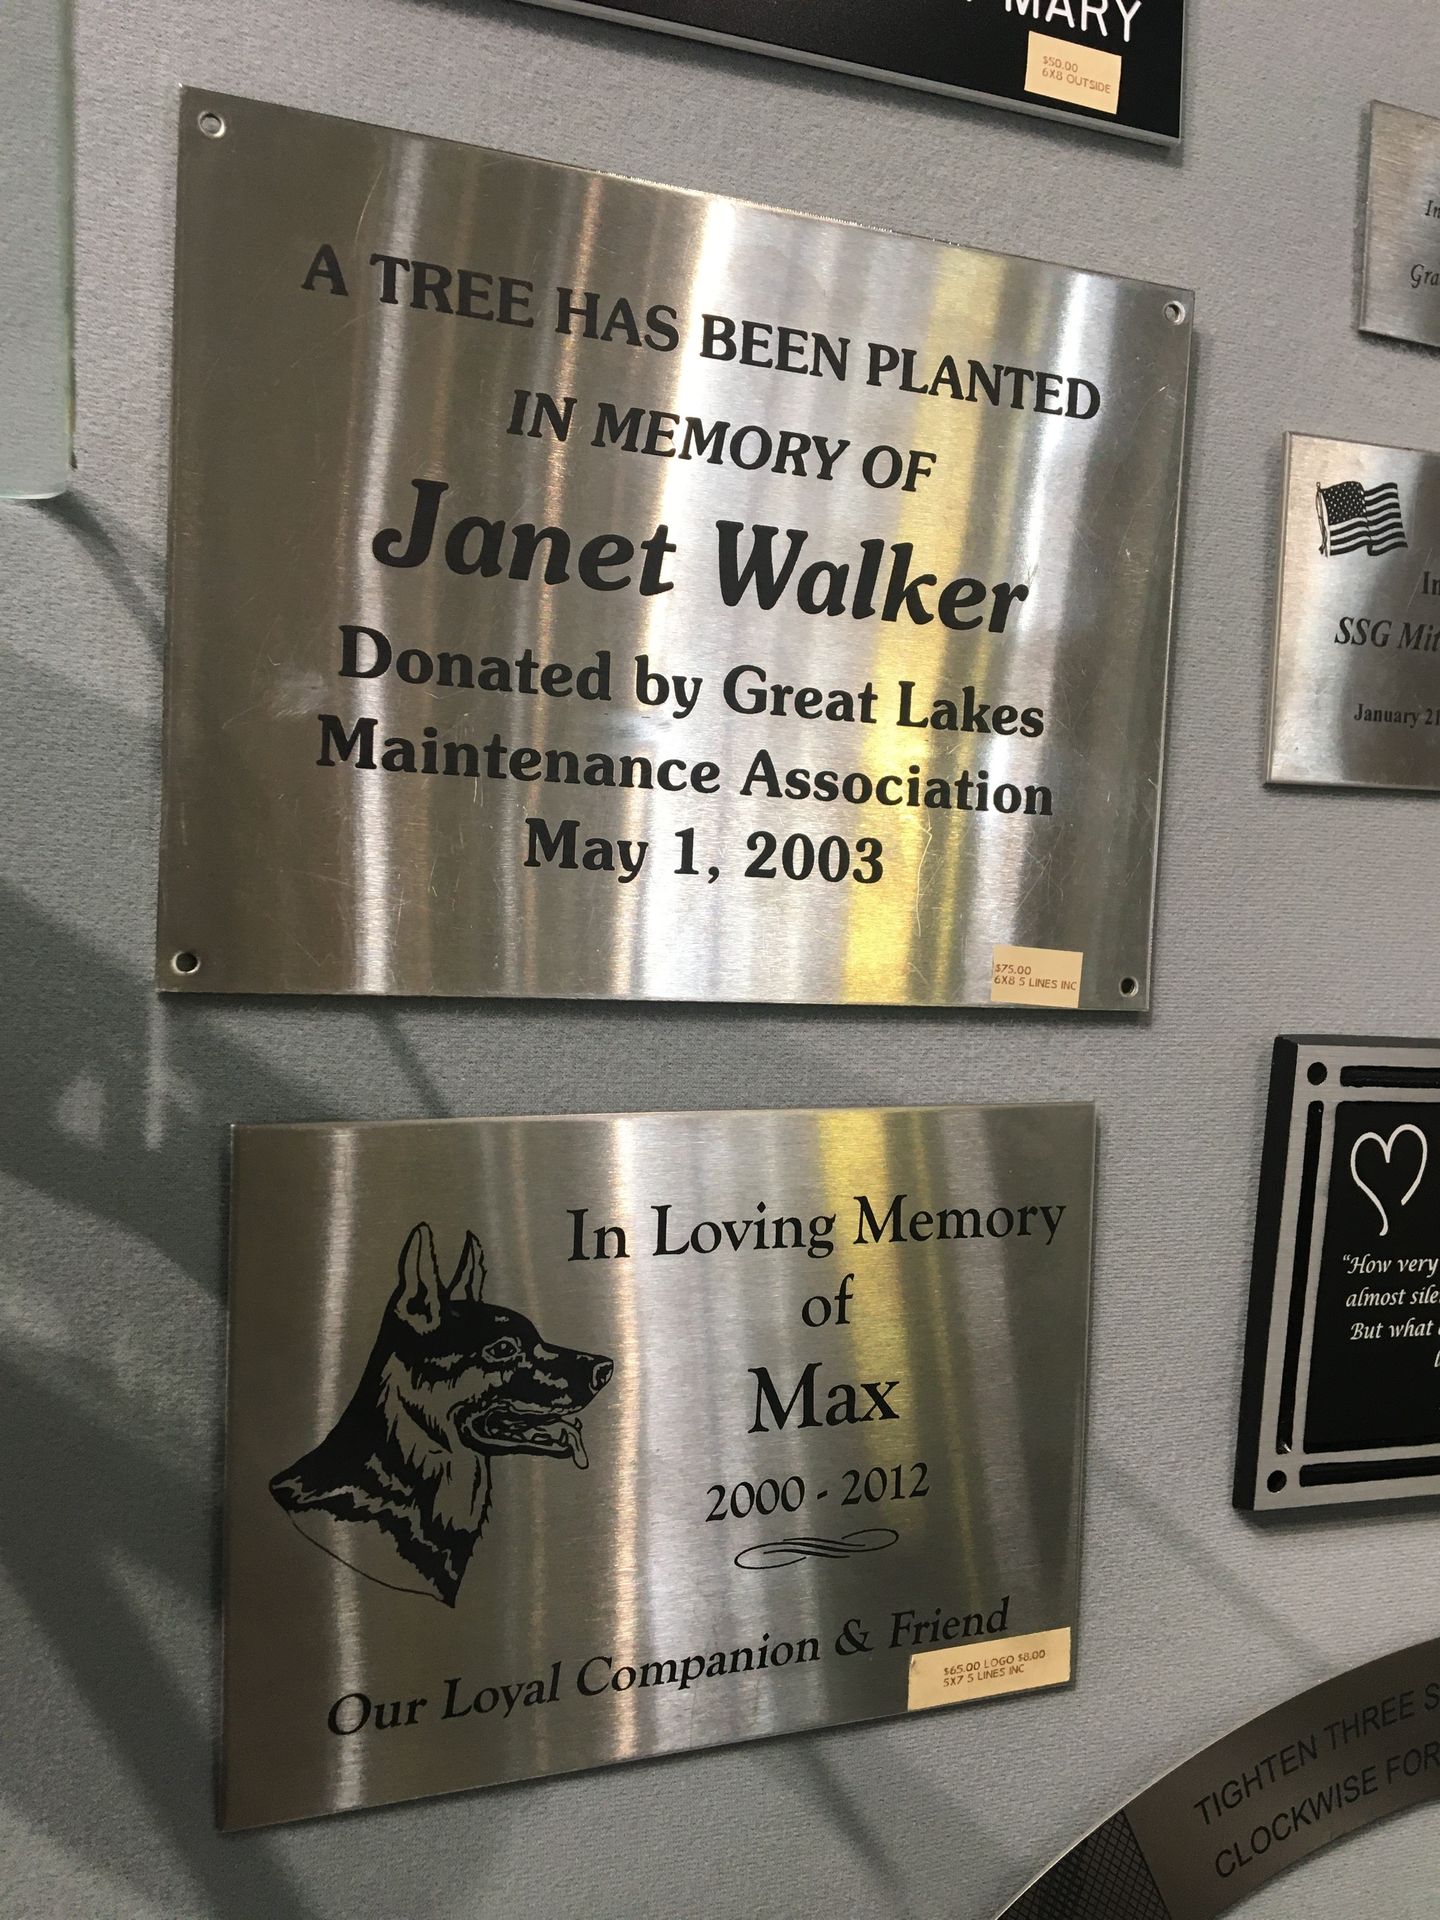 MARY
$50.00
6X8 OUTSIDE
A TREE HAS BEEN PLANTED
IN MEMORY OF
Janet Walker
Donated by Great Lakes
Maintenance Association
May 1, 2003
$75.00
6X8 5 LINES INC
SSG
January 21
"How very
almost
But what
In Loving Memory
of
Max
2000 - 2012
Our Loyal Companion & Friend
$65.00 LOGO $8.00
5X7 5 LINES INC
TIGHTEN THREE
CLOCKWISE FOR